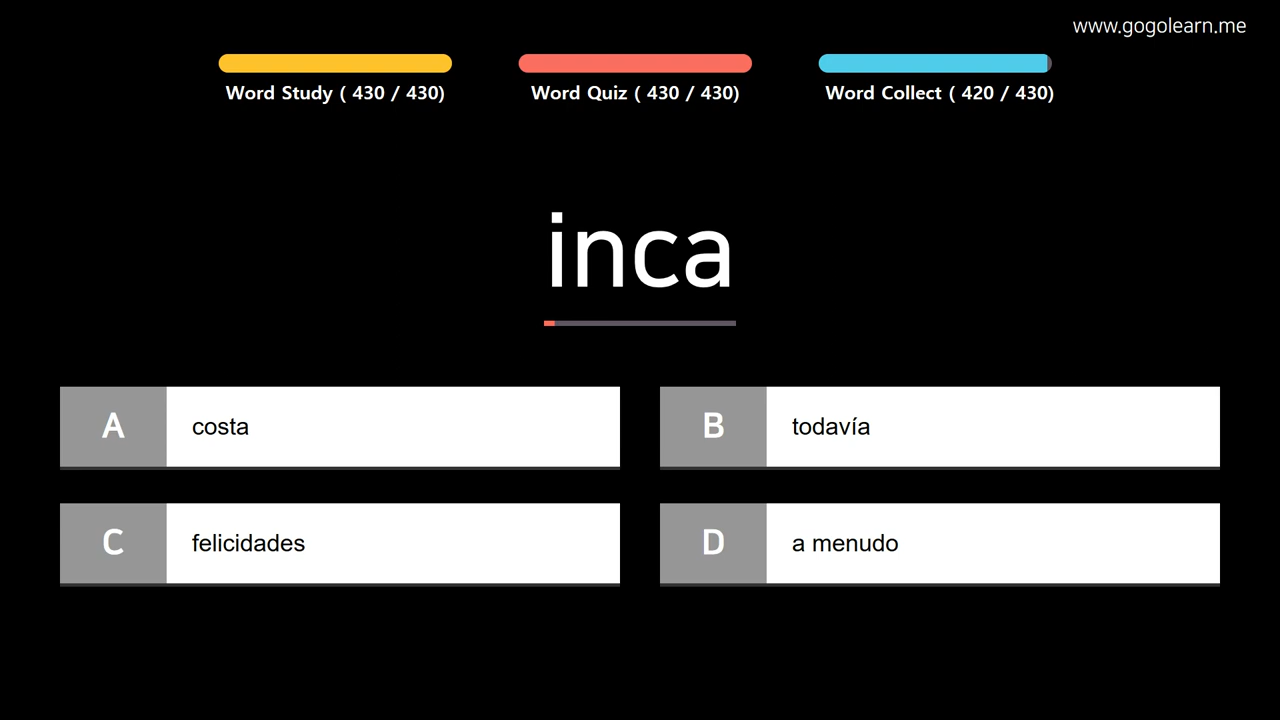 www.gogolearn.me
Word Study ( 430 / 430)
Word Quiz ( 430 / 430)
Word Collect ( 420 / 430)
inca
A
costa
B
todavía
C
felicidades
D
a menudo